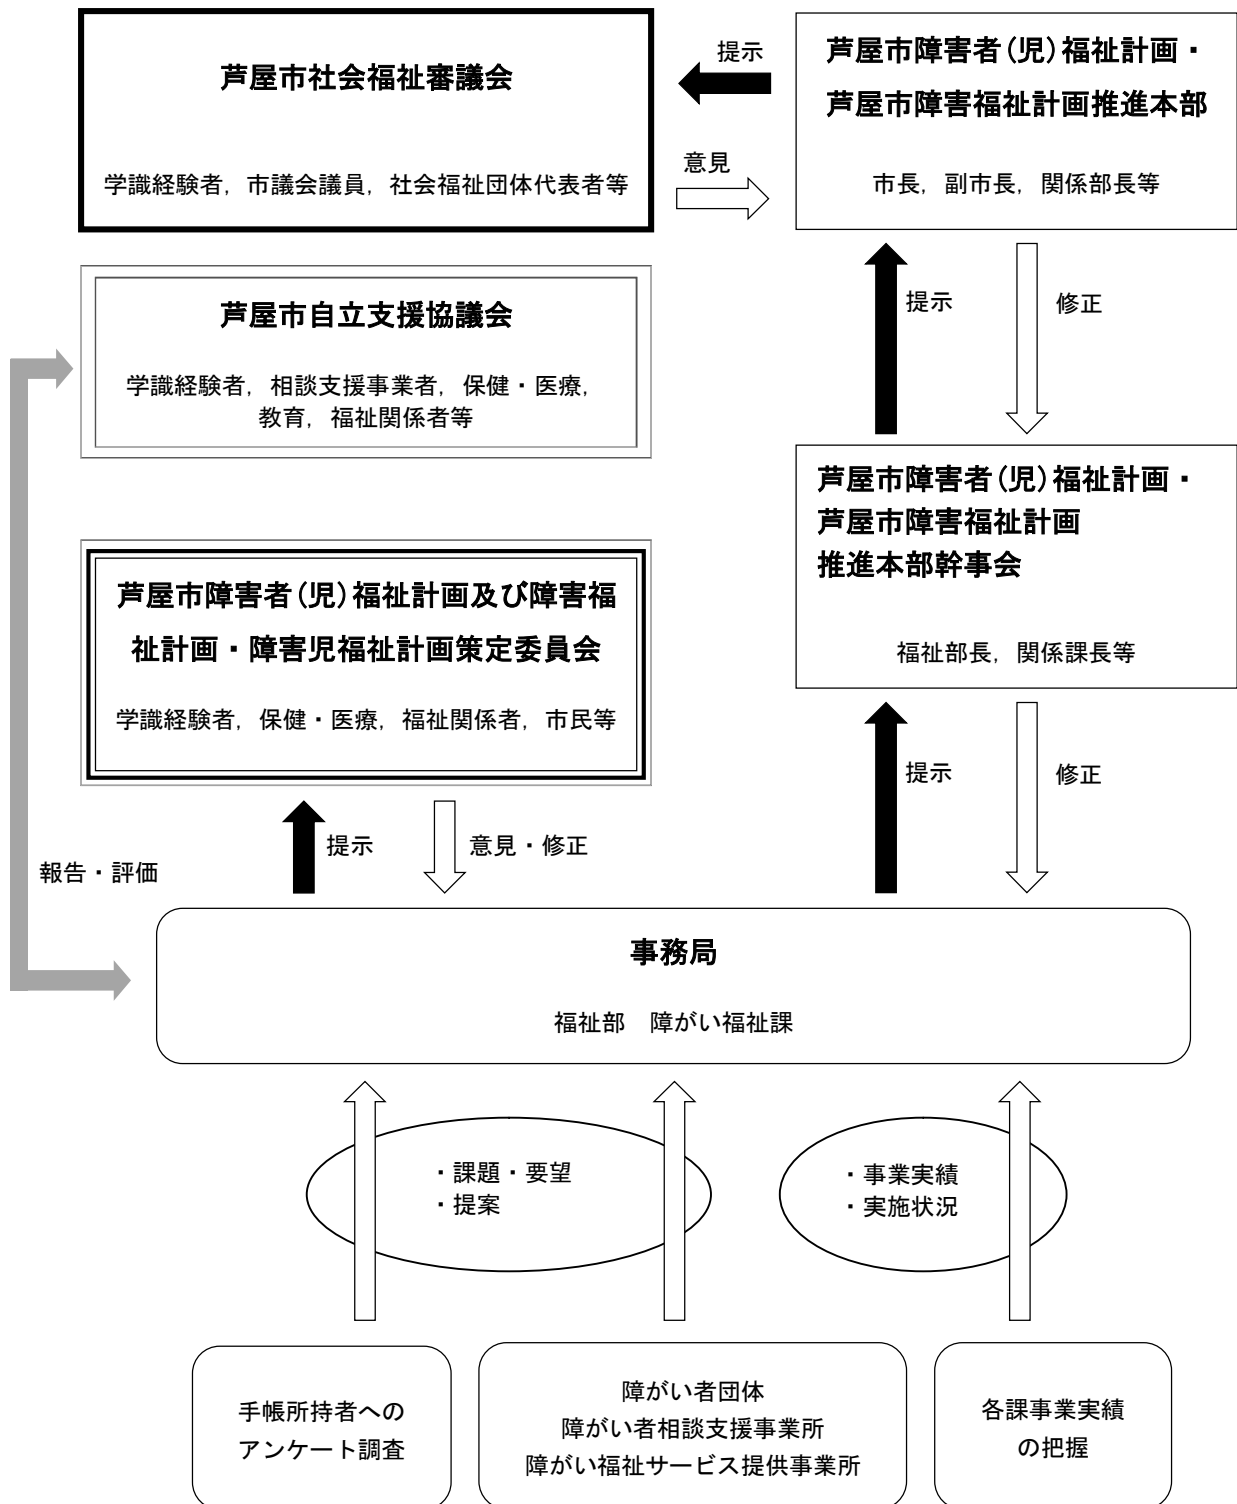 芦屋市社会福祉審議会
学識経験者，市議会議員，社会福祉団体代表者等
提示
意見
芦屋市障害者（児）福祉計画・
芦屋市障害福祉計画推進本部
市長，副市長，関係部長等
芦屋市自立支援協議会
学識経験者，相談支援事業者，保健・医療，
教育，福祉関係者等
提示
修正
芦屋市障害者（児）福祉計画・
芦屋市障害福祉計画
推進本部幹事会
福祉部長，関係課長等
芦屋市障害者（児）福祉計画及び障害福
祉計画・障害児福祉計画策定委員会
学識経験者，保健・医療，福祉関係者，市民等
提示
意見・修正
提示
修正
報告・評価
事務局
福祉部　障がい福祉課
・課題・要望
・提案
・事業実績
・実施状況
手帳所持者への
アンケート調査
障がい者団体
障がい者相談支援事業所
障がい福祉サービス提供事業所
各課事業実績
の把握